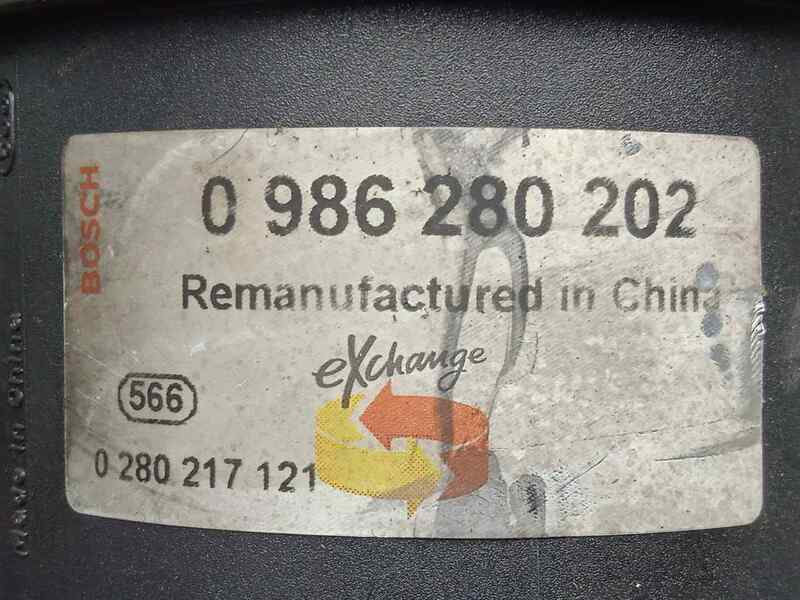 BOSCH
0 986 280 202
Remanufactured in China
eXchange
566
0 280 217 121
Made in China